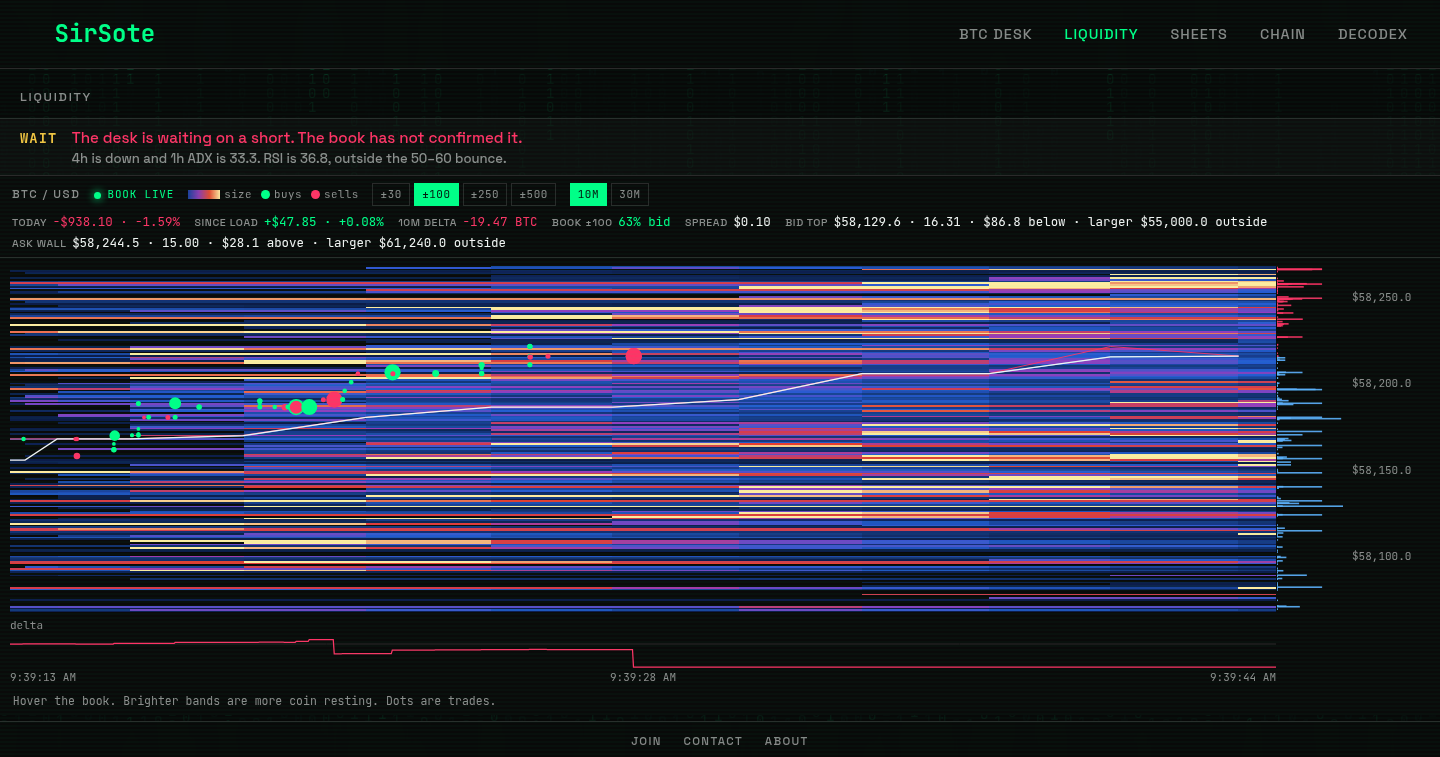 SirSote
BTC DESK LIQUIDITY SHEETS CHAIN DECODEX
LIQUIDITY
WAIT The desk is waiting on a short. The book has not confirmed it.
4h is down and 1h ADX is 33.3. RSI is 36.8, outside the 50–60 bounce.
BTC / USD BOOK LIVE size buys sells ±30 ±100 ±250 ±500 10M 30M
TODAY -$938.10 · -1.59% SINCE LOAD +$47.85 · +0.08% 10M DELTA -19.47 BTC BOOK ±100 63% bid SPREAD $0.10 BID TOP $58,129.6 · 16.31 · $86.8 below · larger $55,000.0 outside
ASK WALL $58,244.5 · 15.00 · $28.1 above · larger $61,240.0 outside
$58,250.0
$58,200.0
$58,150.0
$58,100.0
delta
9:39:13 AM 9:39:28 AM 9:39:44 AM
Hover the book. Brighter bands are more coin resting. Dots are trades.
JOIN CONTACT ABOUT